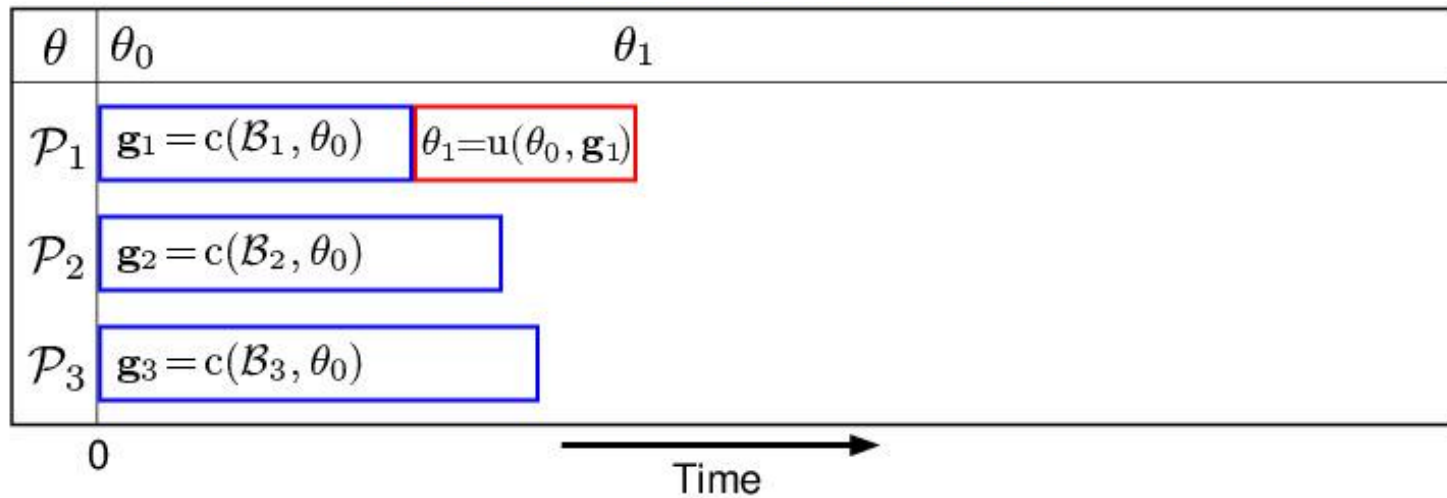 θ θ₀ θ₁
𝒫₁ 𝐠₁ = c(ℬ₁, θ₀) θ₁=u(θ₀, 𝐠₁)
𝒫₂ 𝐠₂ = c(ℬ₂, θ₀)
𝒫₃ 𝐠₃ = c(ℬ₃, θ₀)
0
Time